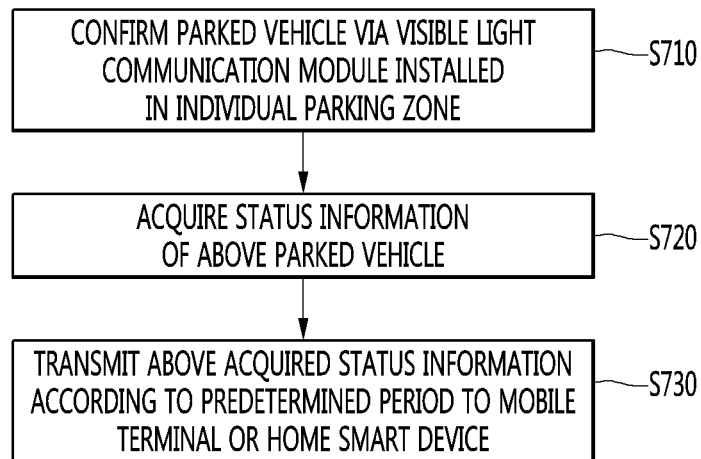 CONFIRM PARKED VEHICLE VIA VISIBLE LIGHT
COMMUNICATION MODULE INSTALLED
IN INDIVIDUAL PARKING ZONE
S710
ACQUIRE STATUS INFORMATION
OF ABOVE PARKED VEHICLE
S720
TRANSMIT ABOVE ACQUIRED STATUS INFORMATION
ACCORDING TO PREDETERMINED PERIOD TO MOBILE
TERMINAL OR HOME SMART DEVICE
S730